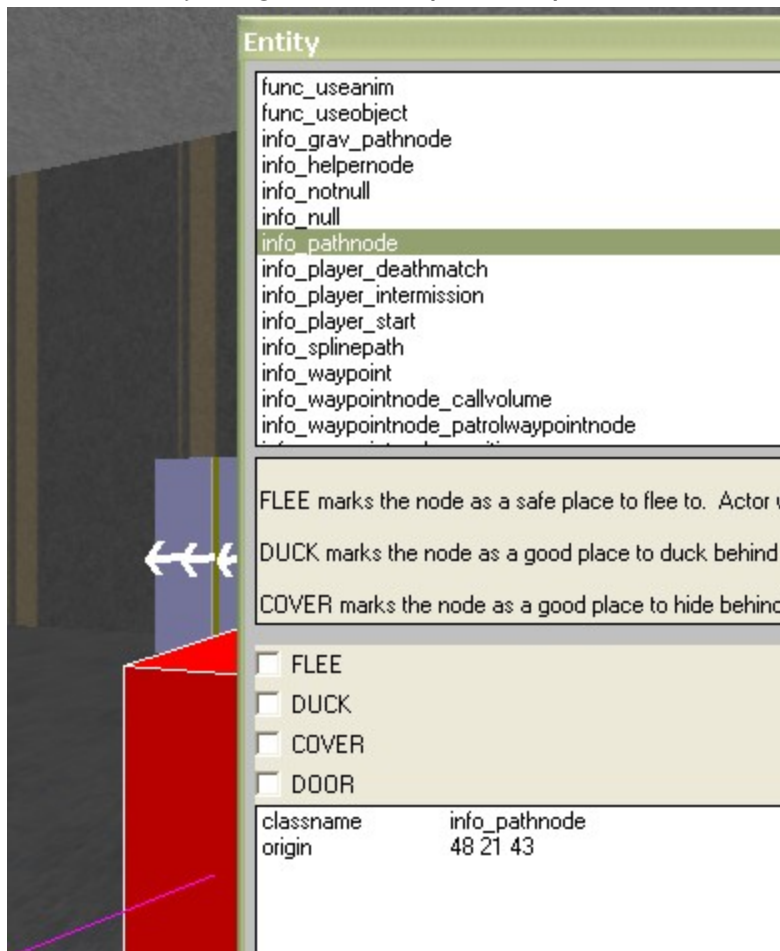 Entity
func_useanim
func_useobject
info_grav_pathnode
info_helpernode
info_notnull
info_null
info_pathnode
info_player_deathmatch
info_player_intermission
info_player_start
info_splinepath
info_waypoint
info_waypointnode_callvolume
info_waypointnode_patrolwaypointnode
FLEE marks the node as a safe place to flee to. Actor
DUCK marks the node as a good place to duck behind
COVER marks the node as a good place to hide behind
FLEE
DUCK
COVER
DOOR
classname info_pathnode
origin 48 21 43